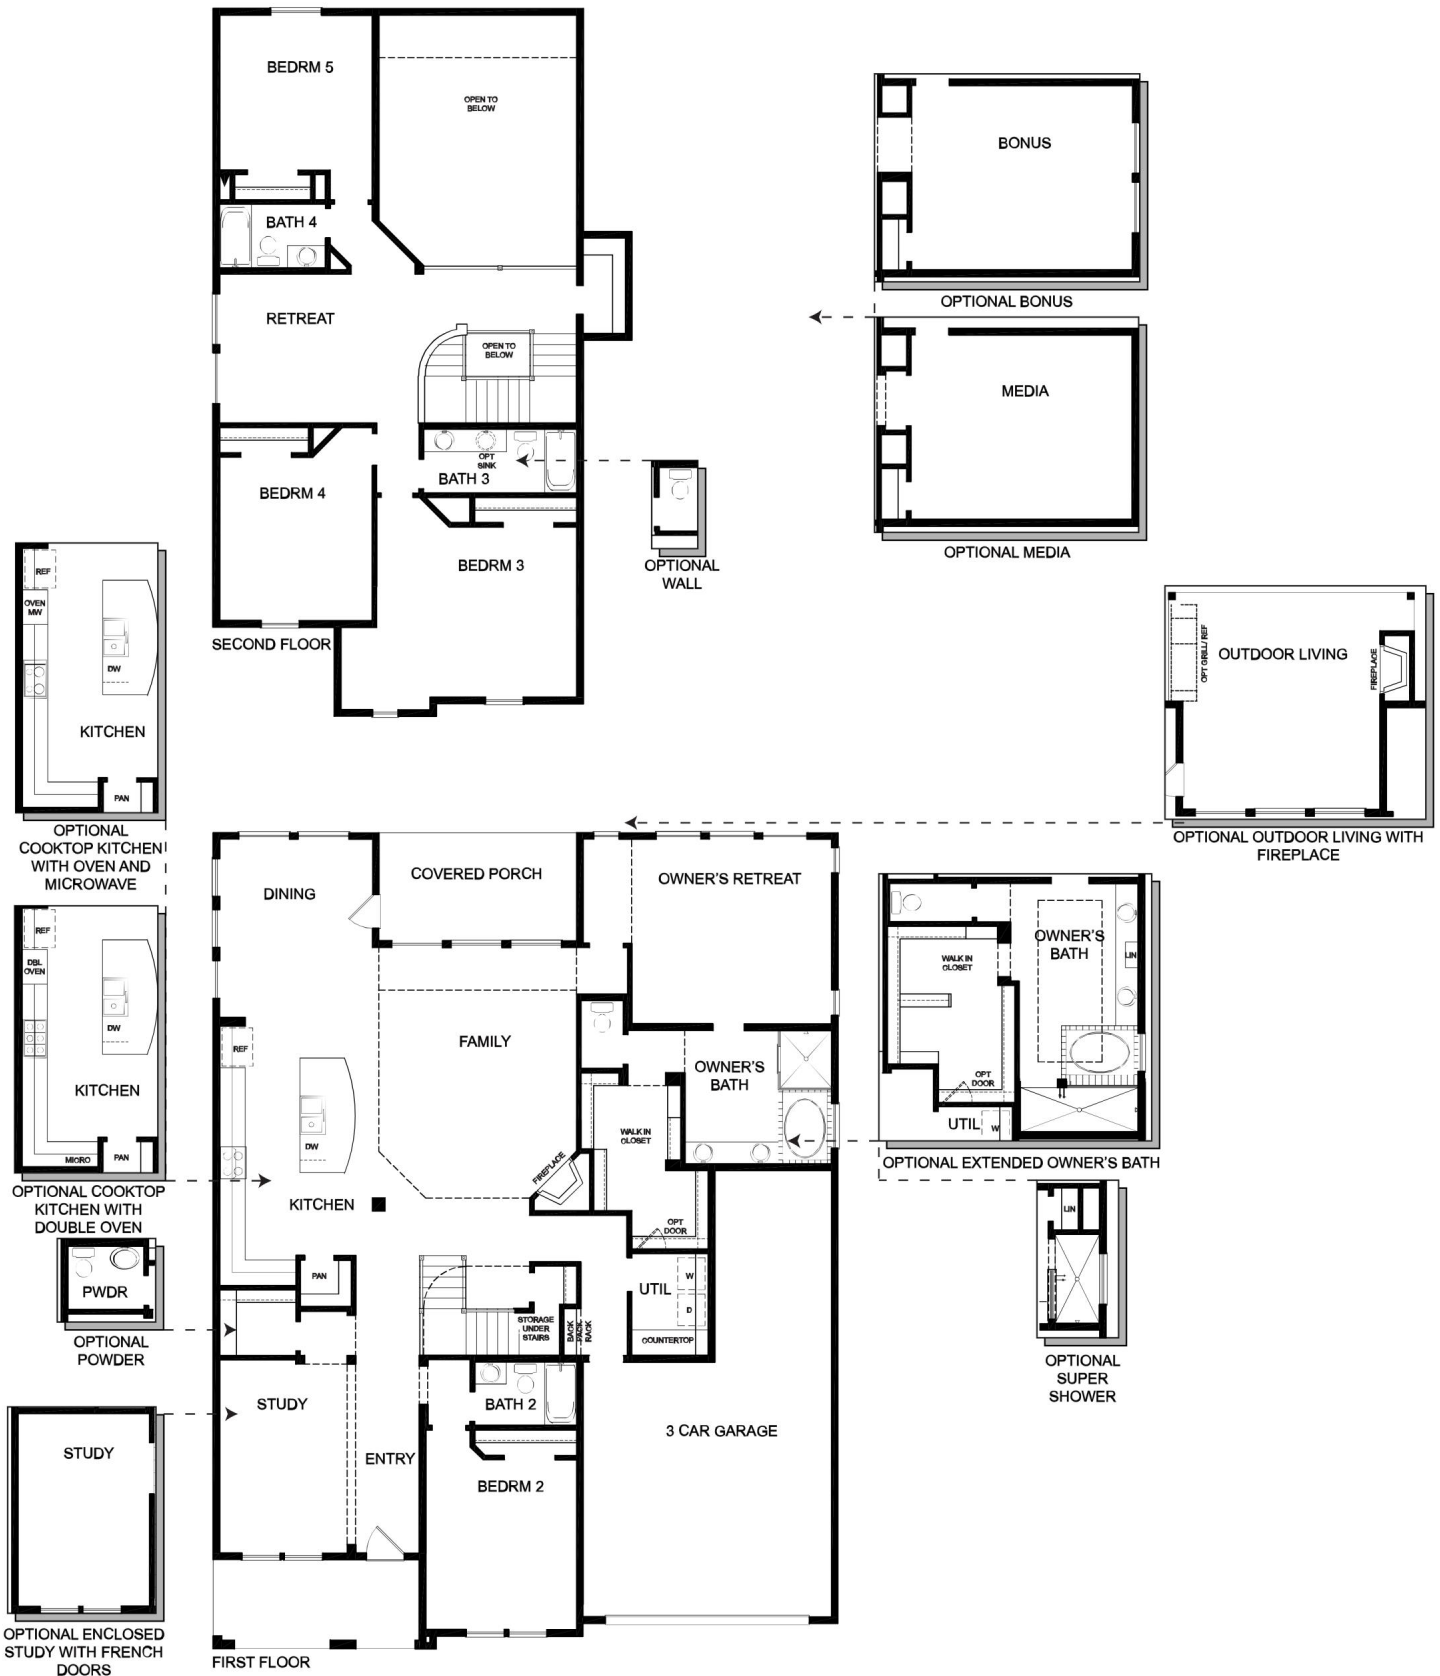 BEDRM 5
OPEN TO
BELOW
BATH 4
RETREAT
OPEN TO
BELOW
OPT
SINK
BATH 3
BEDRM 4
BEDRM 3
SECOND FLOOR
OPTIONAL
WALL
BONUS
OPTIONAL BONUS
MEDIA
OPTIONAL MEDIA
REF
OVEN
MW
DW
KITCHEN
PAN
OPTIONAL
COOKTOP KITCHEN
WITH OVEN AND
MICROWAVE
REF
DBL
OVEN
DW
KITCHEN
MICRO
PAN
OPTIONAL COOKTOP
KITCHEN WITH
DOUBLE OVEN
PWDR
OPTIONAL
POWDER
STUDY
OPTIONAL ENCLOSED
STUDY WITH FRENCH
DOORS
OUTDOOR LIVING
OPT GRILL/ REF
FIREPLACE
OPTIONAL OUTDOOR LIVING WITH
FIREPLACE
DINING
COVERED PORCH
OWNER'S RETREAT
FAMILY
REF
DW
KITCHEN
PAN
FIREPLACE
OWNER'S
BATH
WALK IN
CLOSET
OPT
DOOR
UTIL
W
D
COUNTERTOP
STORAGE
UNDER
STAIRS
BACK
PACK
RACK
STUDY
ENTRY
BATH 2
BEDRM 2
3 CAR GARAGE
FIRST FLOOR
OWNER'S
BATH
WALK IN
CLOSET
LIN
OPT
DOOR
UTIL
W
OPTIONAL EXTENDED OWNER'S BATH
LIN
OPTIONAL
SUPER
SHOWER